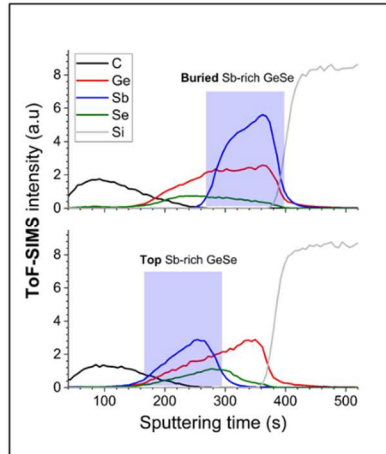 ToF-SIMS intensity (a.u)
C
Ge
Sb
Se
Si
Buried Sb-rich GeSe
8
6
4
2
0
Top Sb-rich GeSe
8
6
4
2
0
100 200 300 400 500
Sputtering time (s)